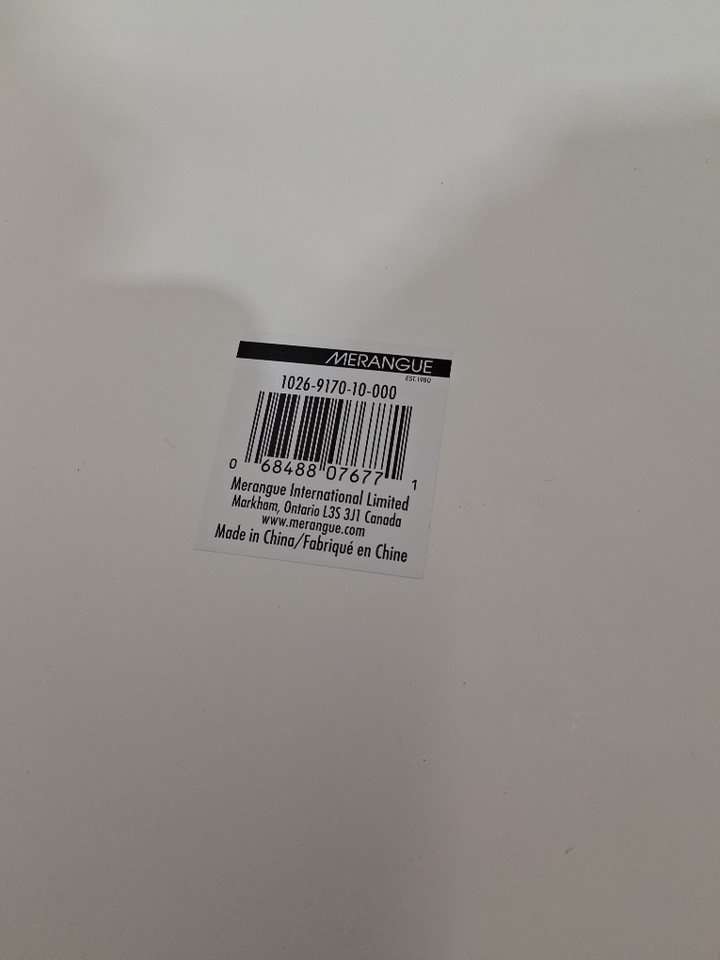 MERANGUE
EST. 1980
1026-9170-10-000
0 68488 07677 1
Merangue International Limited
Markham, Ontario L3S 3J1 Canada
www.merangue.com
Made in China/Fabriqué en Chine